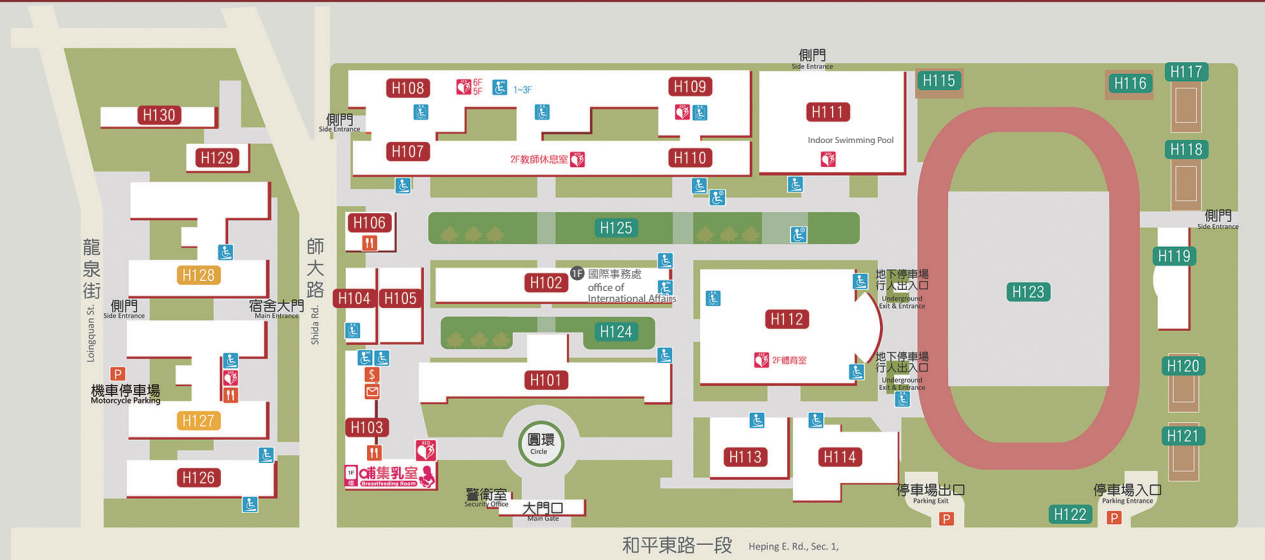 側門
Side Entrance
H108
6F
5F
1~3F
H109
H111
Indoor Swimming Pool
H115
H116
H117
H130
側門
Side Entrance
H107
2F教師休息室
H110
H129
H118
H106
H125
側門
Side Entrance
龍泉街
Loingquan St.
師大路
Shida Rd.
H128
H102
1F
國際事務處
office of
International Affairs
地下停車場
行人出入口
Underground
Exit & Entrance
H119
側門
Side Entrance
宿舍大門
Main Entrance
H104
H105
H123
H124
H112
2F體育室
地下停車場
行人出入口
Underground
Exit & Entrance
P
機車停車場
Motorcycle Parking
$
H101
H120
H127
H103
圓環
Circle
H113
H114
H121
H126
1F
哺集乳室
Breastfeeding Room
警衛室
Security Office
大門口
Main Gate
停車場出口
Parking Exit
P
H122
停車場入口
Parking Entrance
P
和平東路一段
Heping E. Rd., Sec. 1,